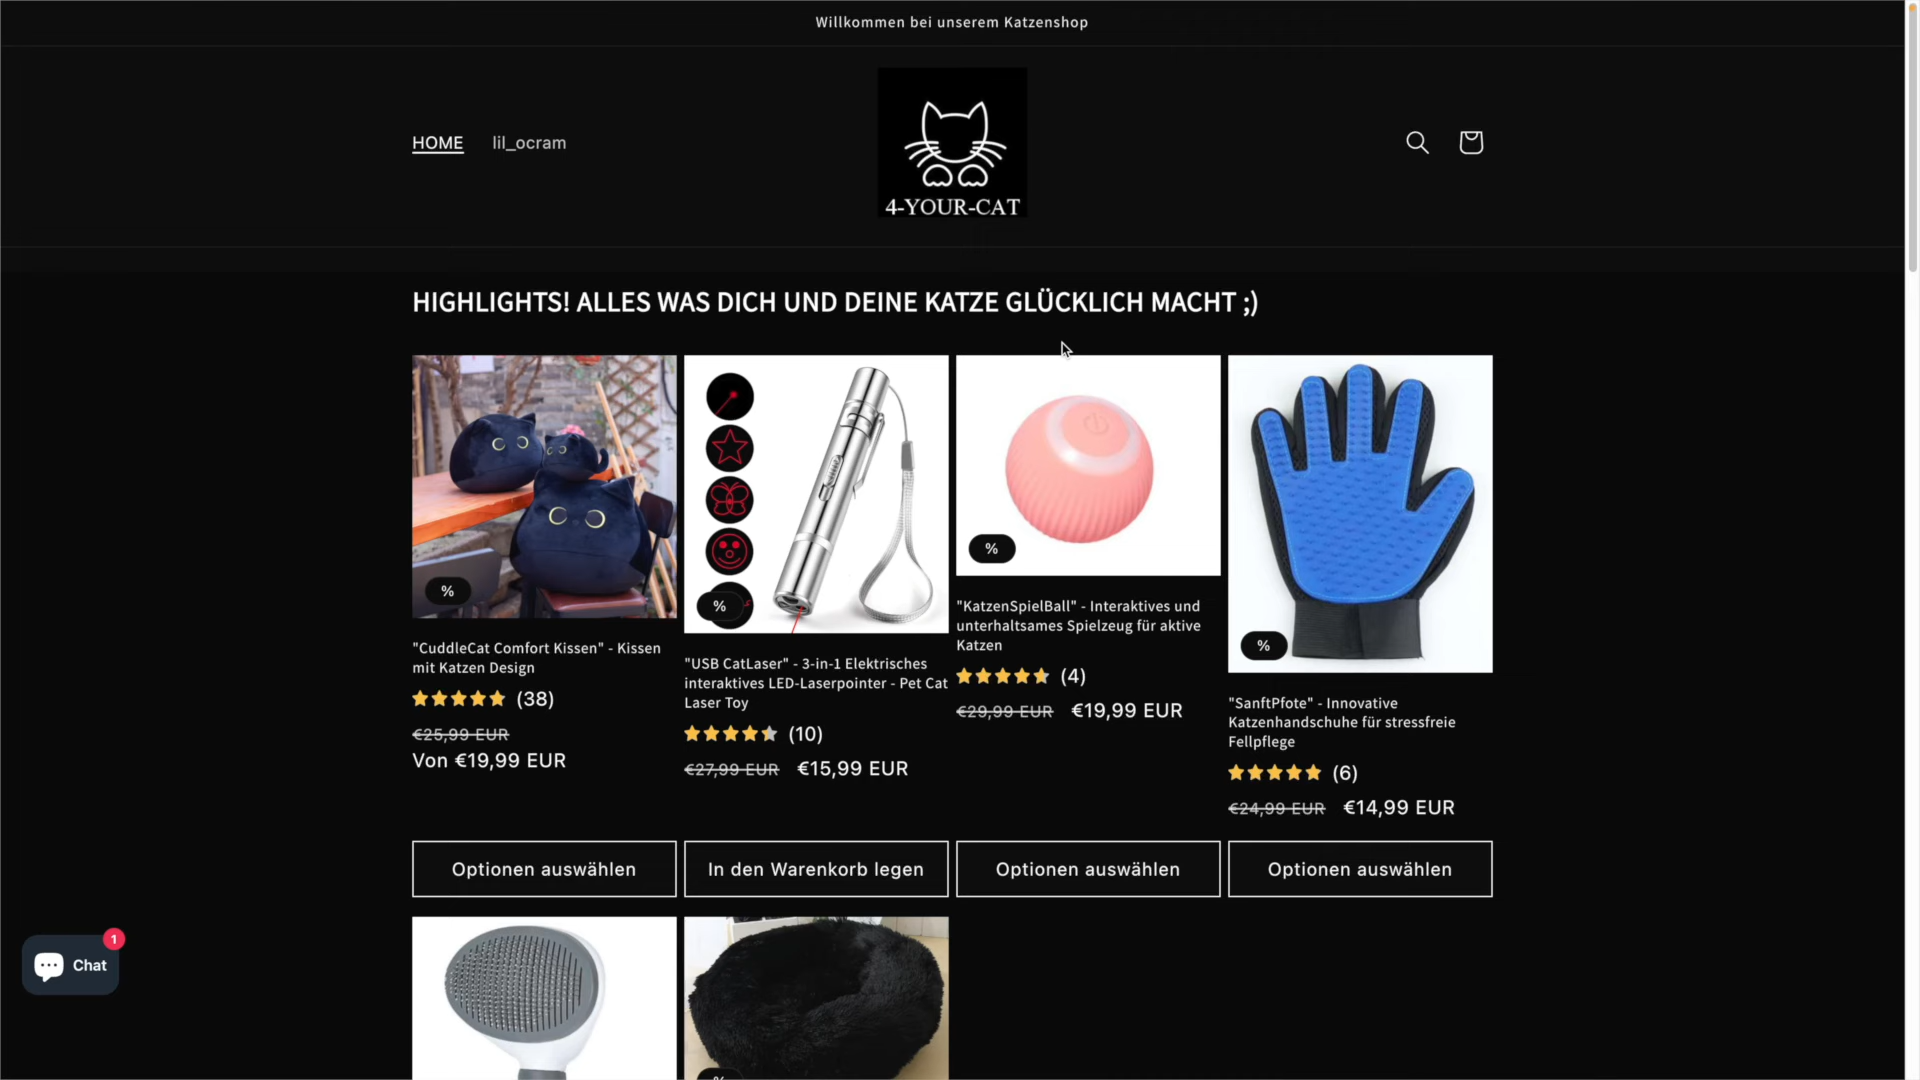 Willkommen bei unserem Katzenshop
HOME
lil_ocram
4-YOUR-CAT
HIGHLIGHTS! ALLES WAS DICH UND DEINE KATZE GLÜCKLICH MACHT ;)
%
"CuddleCat Comfort Kissen" - Kissen
mit Katzen Design
(38)
€25,99 EUR
Von €19,99 EUR
Optionen auswählen
%
"USB CatLaser" - 3-in-1 Elektrisches
interaktives LED-Laserpointer - Pet Cat
Laser Toy
(10)
€27,99 EUR €15,99 EUR
In den Warenkorb legen
%
"KatzenSpielBall" - Interaktives und
unterhaltsames Spielzeug für aktive
Katzen
(4)
€29,99 EUR €19,99 EUR
Optionen auswählen
%
"SanftPfote" - Innovative
Katzenhandschuhe für stressfreie
Fellpflege
(6)
€24,99 EUR €14,99 EUR
Optionen auswählen
%
Chat
1